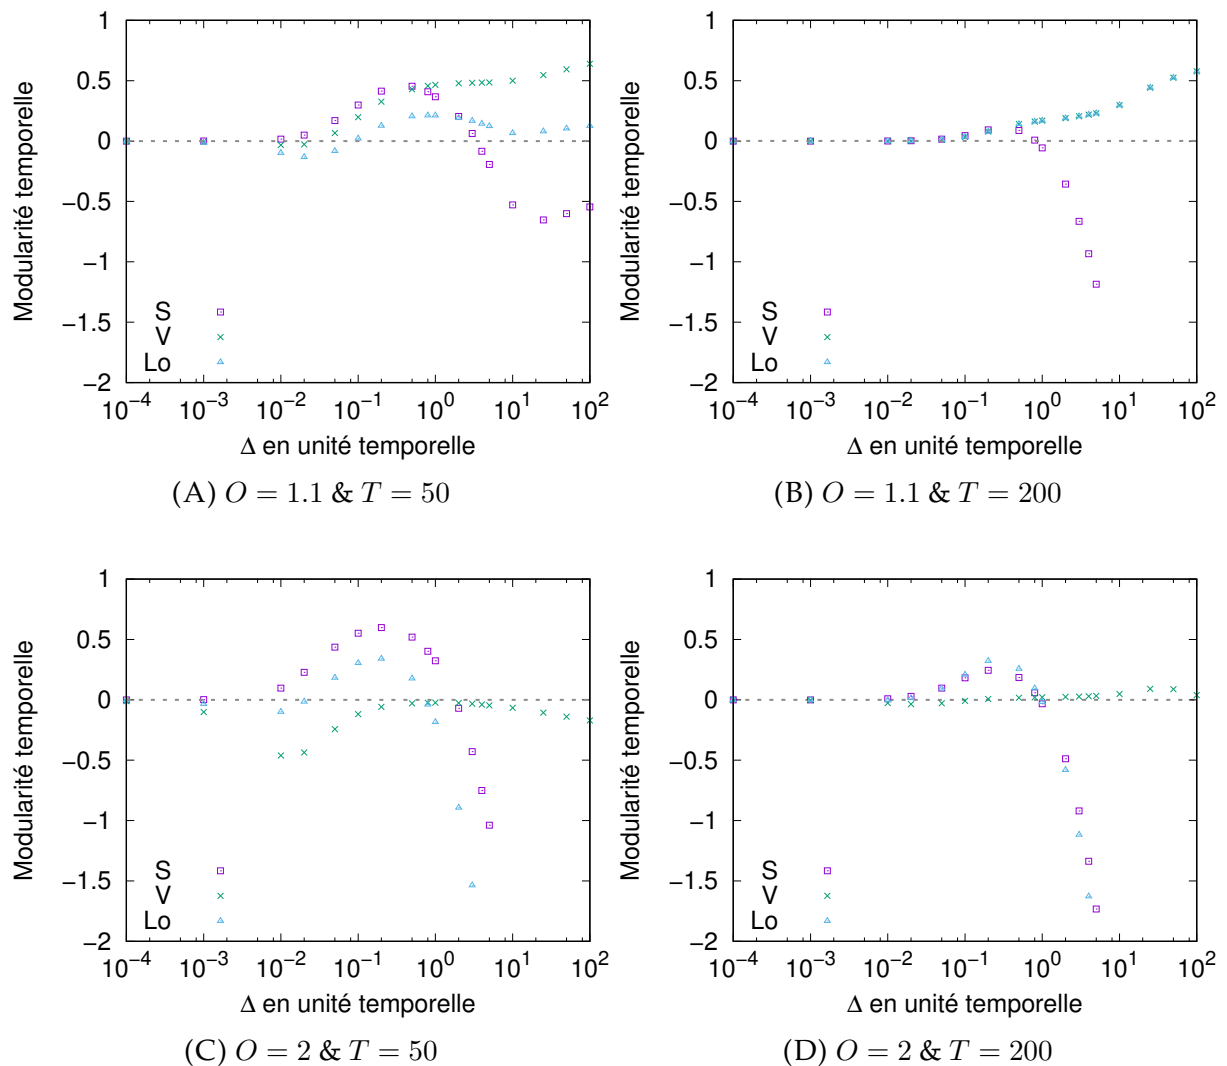 1
0.5
0
−0.5
−1
−1.5
−2
Modularité temporelle
S
V
Lo
10⁻⁴ 10⁻³ 10⁻² 10⁻¹ 10⁰ 10¹ 10²
Δ en unité temporelle
(A) O = 1.1 & T = 50
1
0.5
0
−0.5
−1
−1.5
−2
Modularité temporelle
S
V
Lo
10⁻⁴ 10⁻³ 10⁻² 10⁻¹ 10⁰ 10¹ 10²
Δ en unité temporelle
(B) O = 1.1 & T = 200
1
0.5
0
−0.5
−1
−1.5
−2
Modularité temporelle
S
V
Lo
10⁻⁴ 10⁻³ 10⁻² 10⁻¹ 10⁰ 10¹ 10²
Δ en unité temporelle
(C) O = 2 & T = 50
1
0.5
0
−0.5
−1
−1.5
−2
Modularité temporelle
S
V
Lo
10⁻⁴ 10⁻³ 10⁻² 10⁻¹ 10⁰ 10¹ 10²
Δ en unité temporelle
(D) O = 2 & T = 200